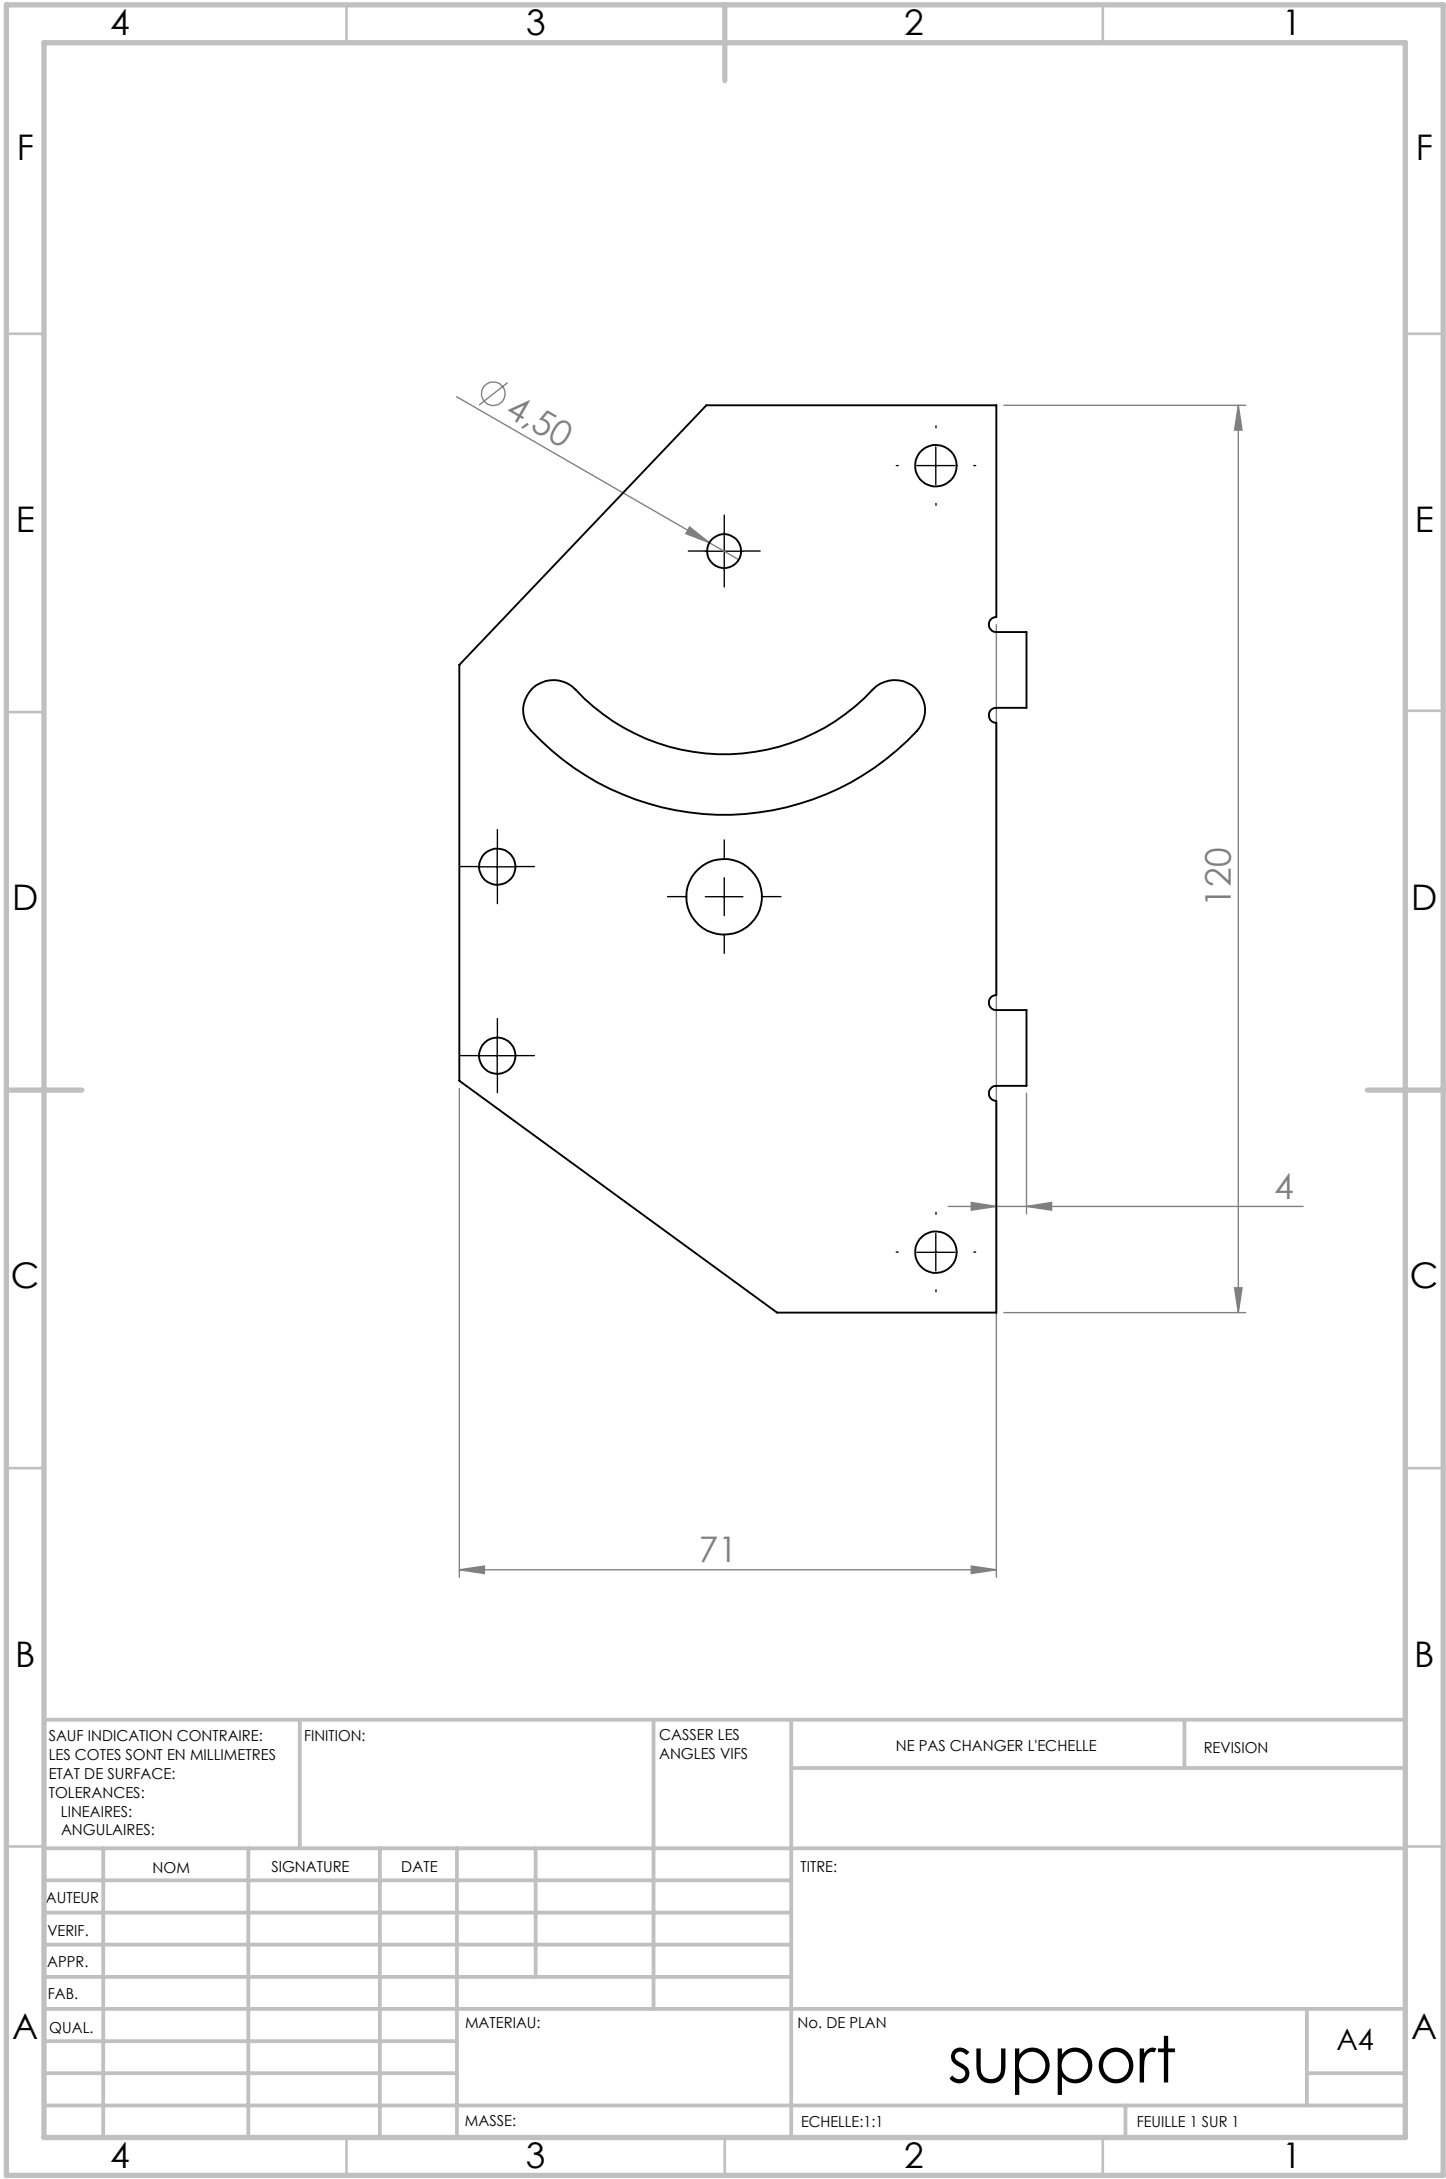 4 3 2 1
F F
⌀ 4,50
E E
120
D D
4
C C
71
B B
SAUF INDICATION CONTRAIRE:
LES COTES SONT EN MILLIMETRES
ETAT DE SURFACE:
TOLERANCES:
LINEAIRES:
ANGULAIRES:
FINITION:
CASSER LES
ANGLES VIFS
NE PAS CHANGER L'ECHELLE
REVISION
NOM SIGNATURE DATE
TITRE:
AUTEUR
VERIF.
APPR.
FAB.
QUAL.
MATERIAU:
No. DE PLAN
support
A4
A A
MASSE:
ECHELLE:1:1
FEUILLE 1 SUR 1
4 3 2 1